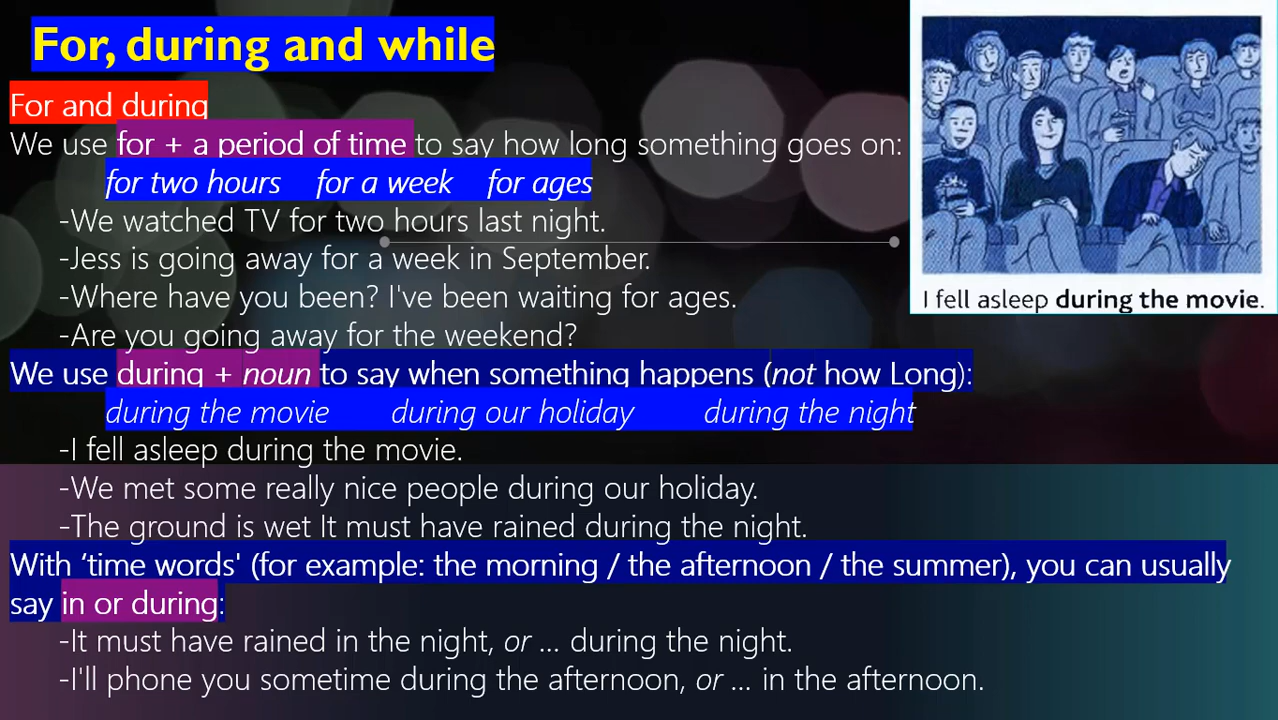 For, during and while
For and during
We use for + a period of time to say how long something goes on:
for two hours for a week for ages
-We watched TV for two hours last night.
-Jess is going away for a week in September.
-Where have you been? I've been waiting for ages.
-Are you going away for the weekend?
I fell asleep during the movie.
We use during + noun to say when something happens (not how Long):
during the movie during our holiday during the night
-I fell asleep during the movie.
-We met some really nice people during our holiday.
-The ground is wet It must have rained during the night.
With ‘time words' (for example: the morning / the afternoon / the summer), you can usually
say in or during:
-It must have rained in the night, or ... during the night.
-I'll phone you sometime during the afternoon, or ... in the afternoon.